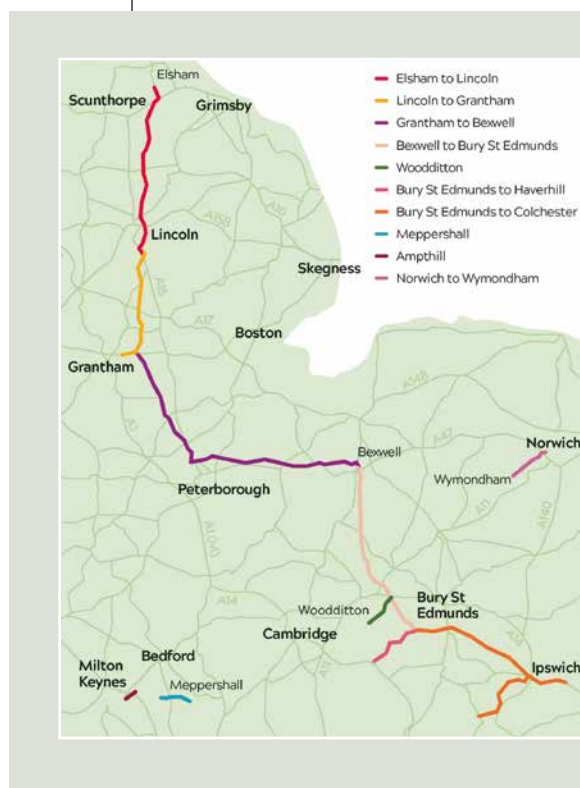 Elsham
Scunthorpe
Grimsby
Elsham to Lincoln
Lincoln to Grantham
Grantham to Bexwell
Bexwell to Bury St Edmunds
Woodditton
Bury St Edmunds to Haverhill
Bury St Edmunds to Colchester
Meppershall
Ampthill
Norwich to Wymondham
A16
A158
Lincoln
Skegness
A15
A17
Boston
Grantham
A148
A1
A47
Bexwell
Norwich
Wymondham
A11
Peterborough
A140
A14
Woodditton
Bury St
Edmunds
Cambridge
A14
Bedford
Milton
Keynes
Meppershall
Ipswich